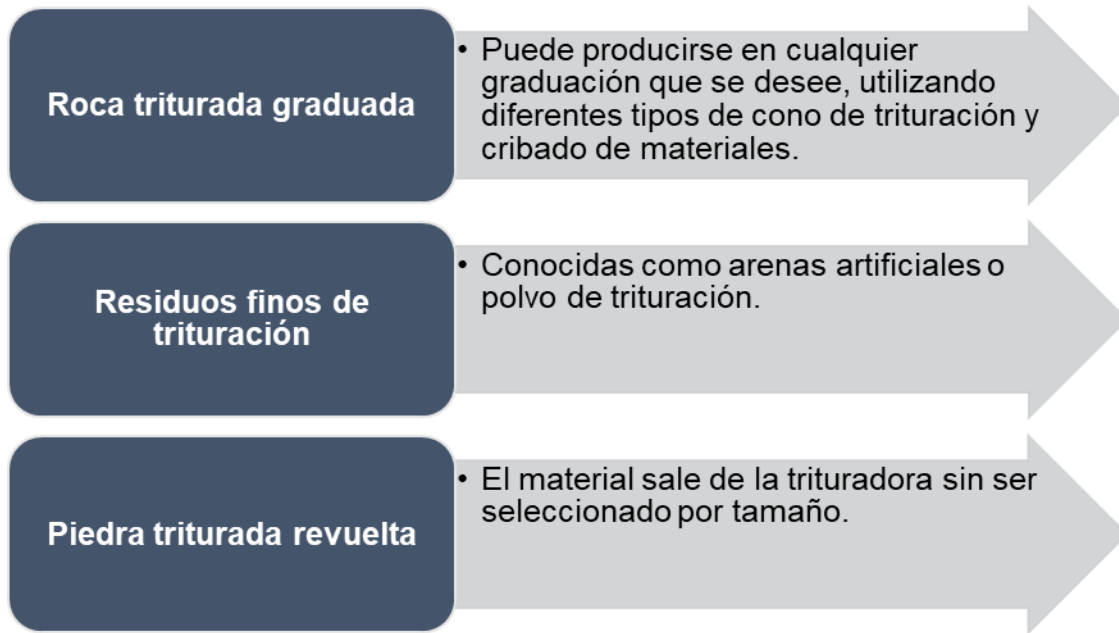 Roca triturada graduada
• Puede producirse en cualquier
graduación que se desee, utilizando
diferentes tipos de cono de trituración y
cribado de materiales.
Residuos finos de
trituración
• Conocidas como arenas artificiales o
polvo de trituración.
Piedra triturada revuelta
• El material sale de la trituradora sin ser
seleccionado por tamaño.